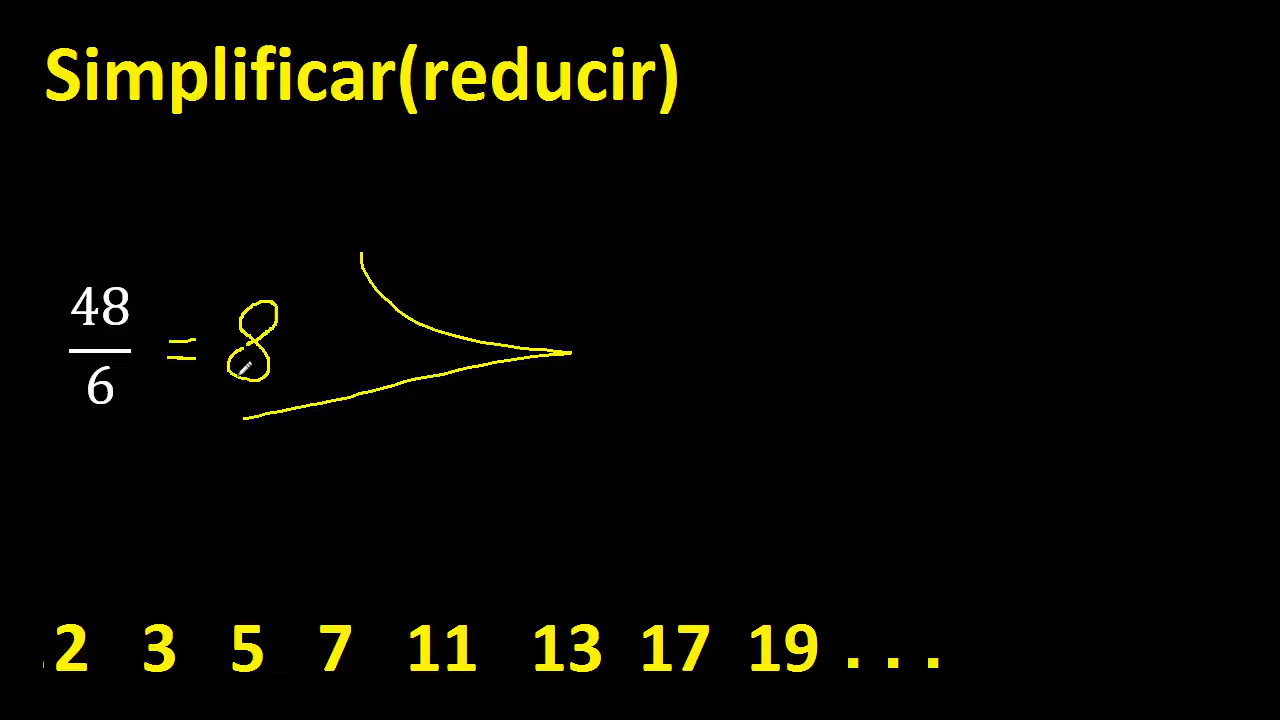 Simplificar(reducir)
48
6
= 8
2 3 5 7 11 13 17 19 . . .